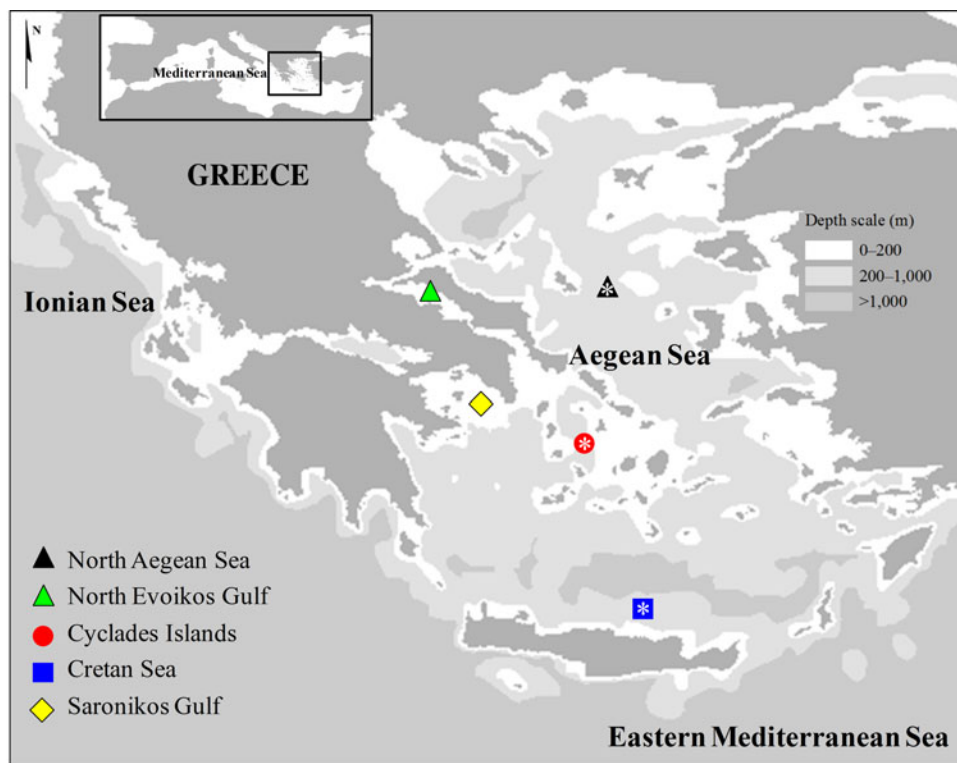 N
Mediterranean Sea
GREECE
Depth scale (m)
0–200
200–1,000
>1,000
Ionian Sea
Aegean Sea
North Aegean Sea
North Evoikos Gulf
Cyclades Islands
Cretan Sea
Saronikos Gulf
Eastern Mediterranean Sea